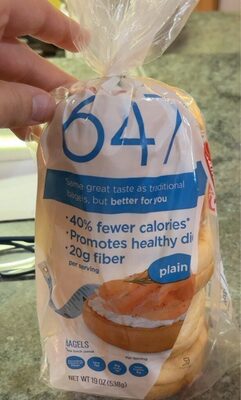 647
Same great taste as traditional
bagels, but better for you
• 40% fewer calories*
• Promotes healthy di
• 20g fiber
per serving
plain
BAGELS
NET WT 19 OZ (538g)